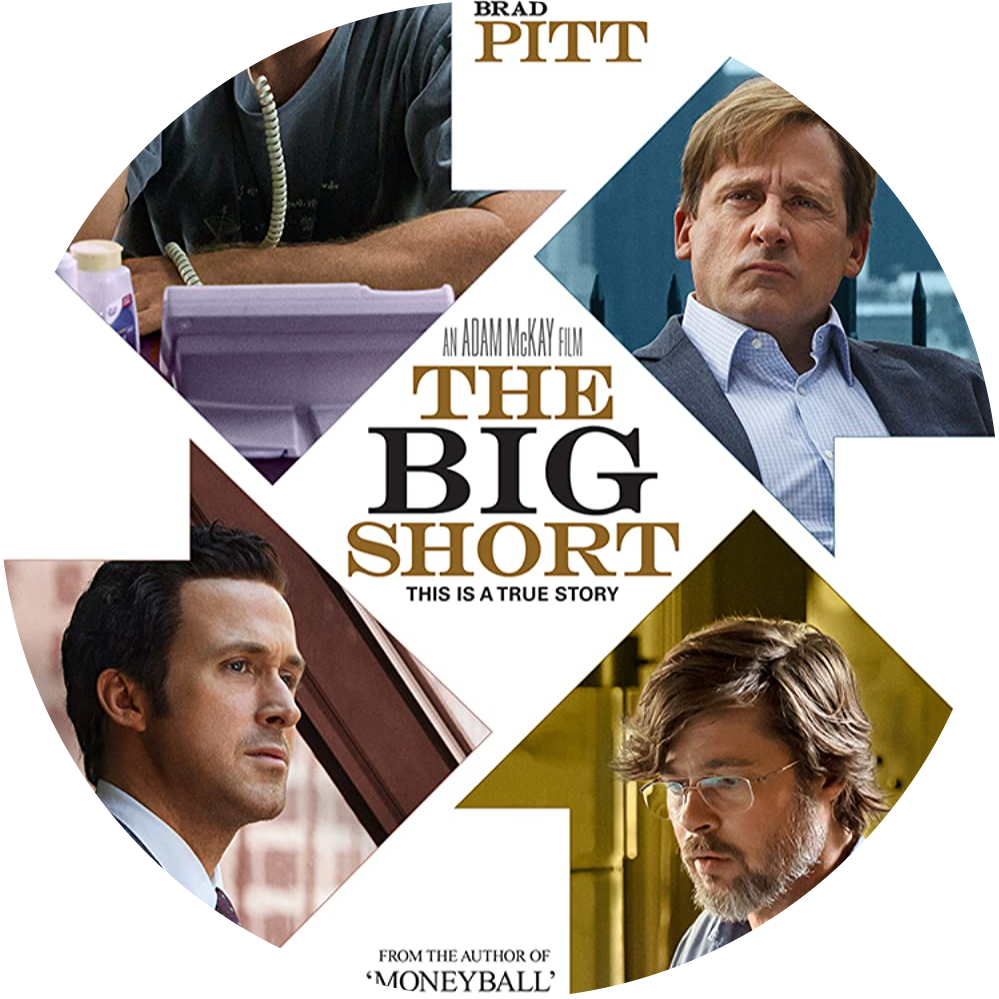 BRAD
PITT
AN ADAM McKAY FILM
THE
BIG
SHORT
THIS IS A TRUE STORY
FROM THE AUTHOR OF
‘MONEYBALL’